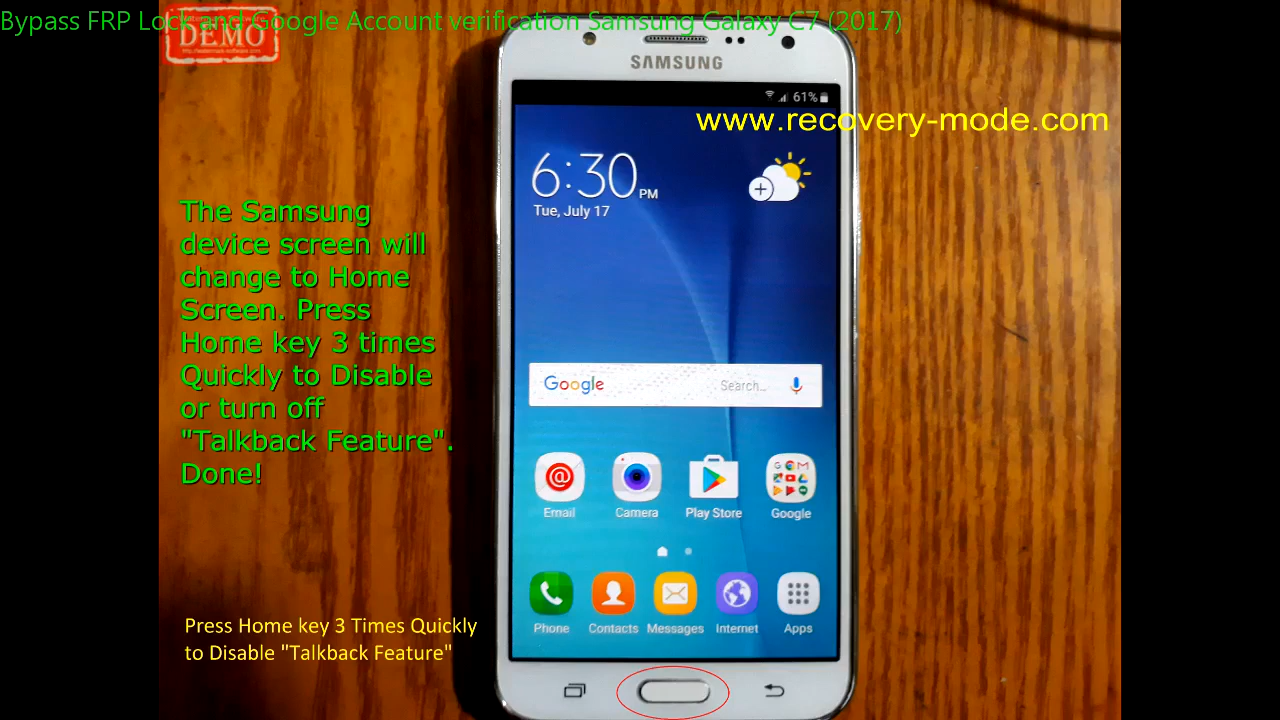 Bypass FRP Lock and Google Account verification Samsung Galaxy C7 (2017)
DEMO
SAMSUNG
61%
www.recovery-mode.com
6:30 PM
Tue, July 17
The Samsung
device screen will
change to Home
Screen. Press
Home key 3 times
Quickly to Disable
or turn off
"Talkback Feature".
Done!
Google Search...
Email Camera Play Store Google
Phone Contacts Messages Internet Apps
Press Home key 3 Times Quickly
to Disable "Talkback Feature"